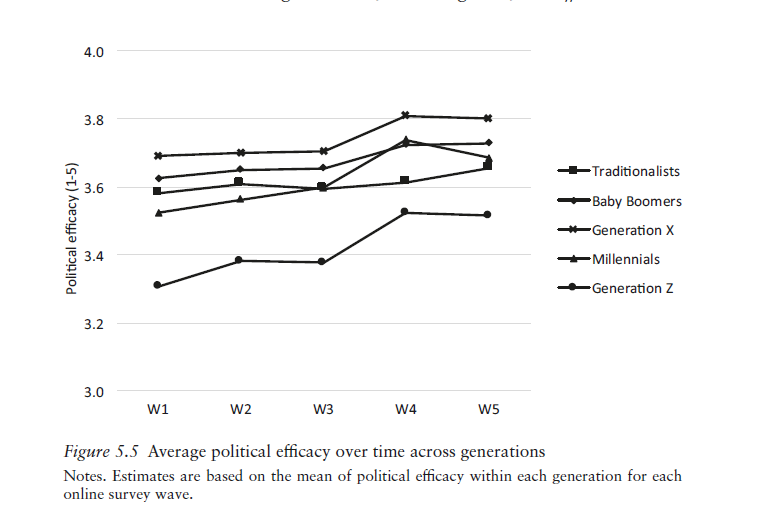 4.0
3.8
3.6
3.4
3.2
3.0
Political efficacy (1-5)
W1 W2 W3 W4 W5
Traditionalists
Baby Boomers
Generation X
Millennials
Generation Z
Figure 5.5 Average political efficacy over time across generations
Notes. Estimates are based on the mean of political efficacy within each generation for each
online survey wave.